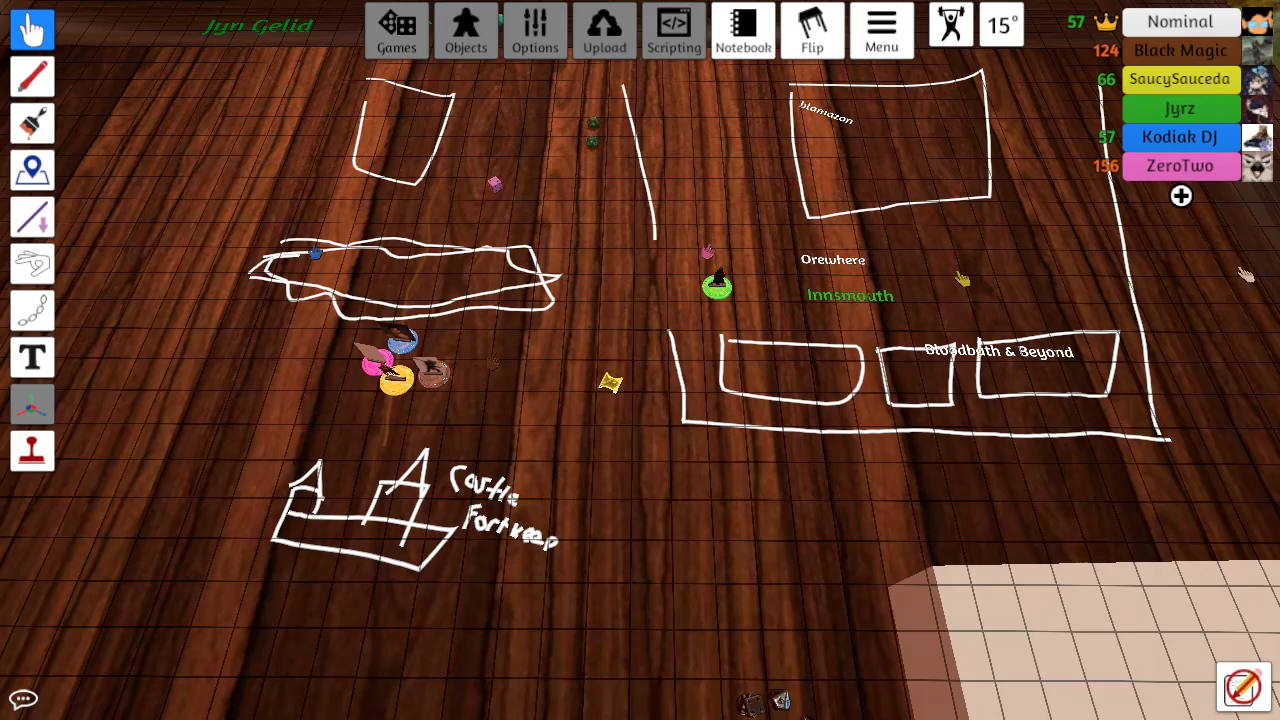 Jyn Gelid
Games
Objects
Options
Upload
Scripting
Notebook
Flip
Menu
15°
57
Nominal
124
Black Magic
66
SaucySauceda
Jyrz
57
Kodiak DJ
156
ZeroTwo
blamazon
Orewhere
Innsmouth
Bloodbath & Beyond
Castle
Fortkeep
T